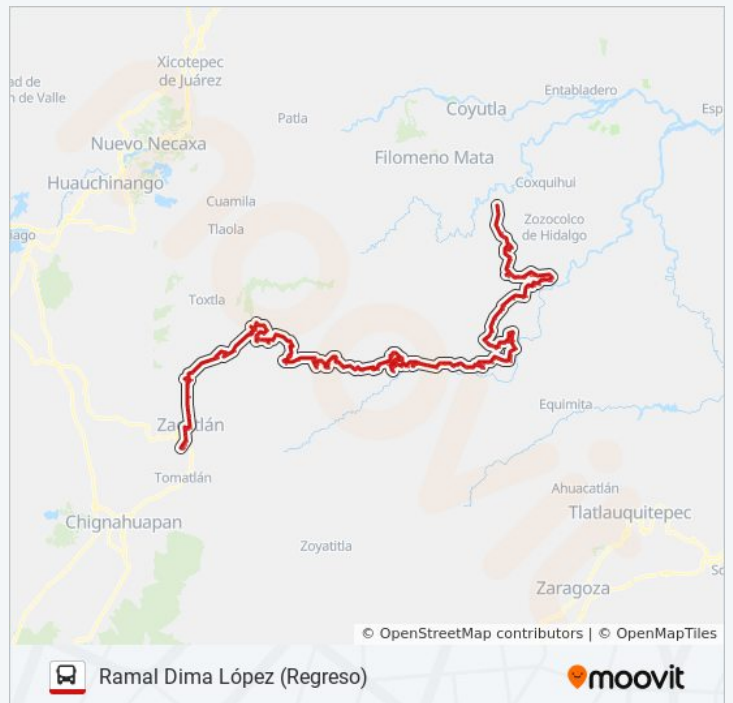 Xicotepec
de Juárez
ad de
n de Valle
Patla
Entabladero
Coyutla
Esp
Nuevo Necaxa
Filomeno Mata
Huauchinango
Coxquihui
Cuamila
Zozocolco
de Hidalgo
iago
Tlaola
Toxtla
Equimita
Tomatlán
Ahuacatlán
Tlatlauquitepec
Chignahuapan
Zoyatitla
Zaragoza
moovit
© OpenStreetMap contributors | © OpenMapTiles
Ramal Dima López (Regreso)
moovit